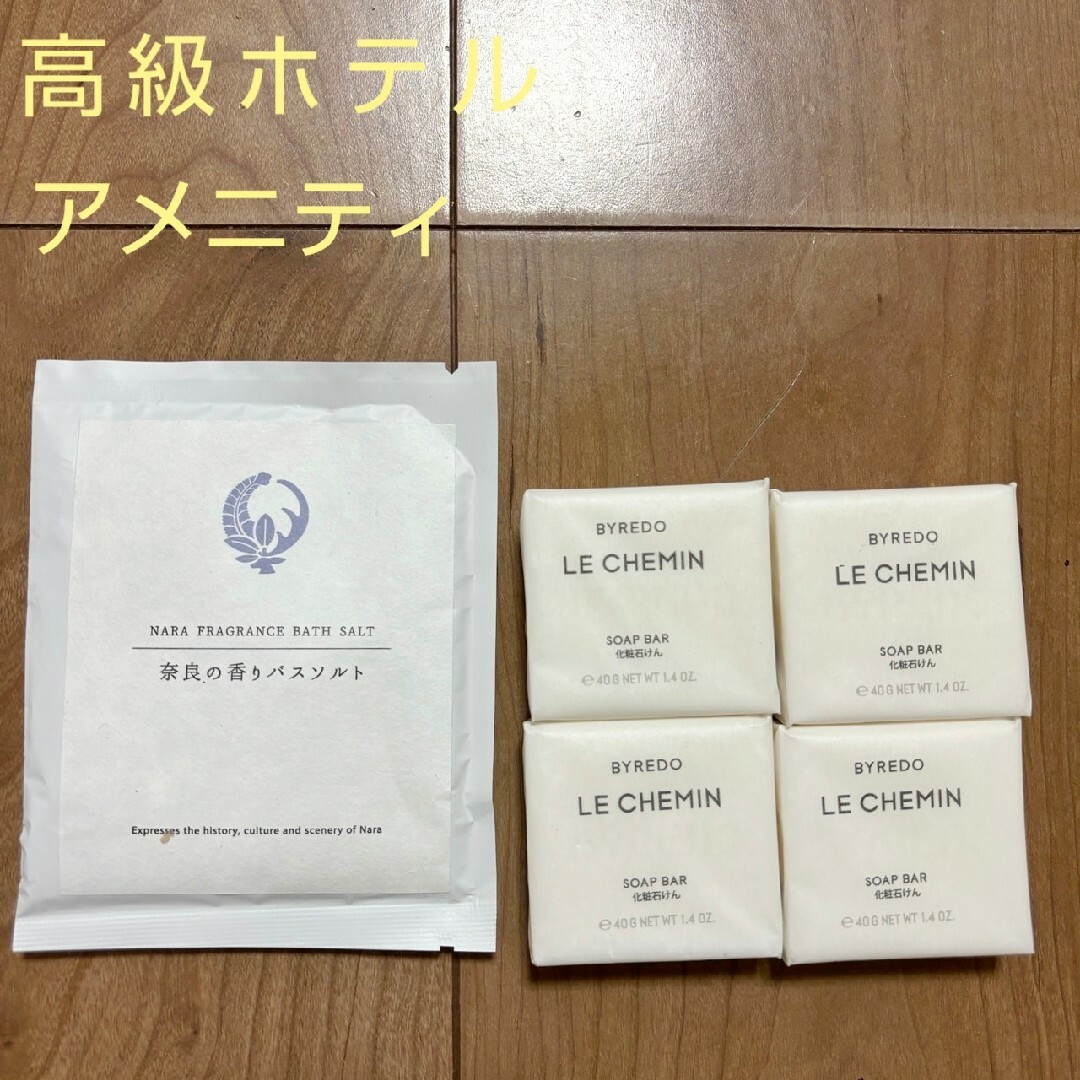 高級ホテル
アメニティ
NARA FRAGRANCE BATH SALT
奈良の香りバスソルト
Expresses the history, culture and scenery of Nara
BYREDO
LE CHEMIN
SOAP BAR
化粧石けん
℮40 G NET WT 1.4 OZ.
BYREDO
LE CHEMIN
SOAP BAR
化粧石けん
℮40 G NET WT 1.4 OZ.
BYREDO
LE CHEMIN
SOAP BAR
化粧石けん
℮40 G NET WT 1.4 OZ.
BYREDO
LE CHEMIN
SOAP BAR
化粧石けん
℮40 G NET WT 1.4 OZ.